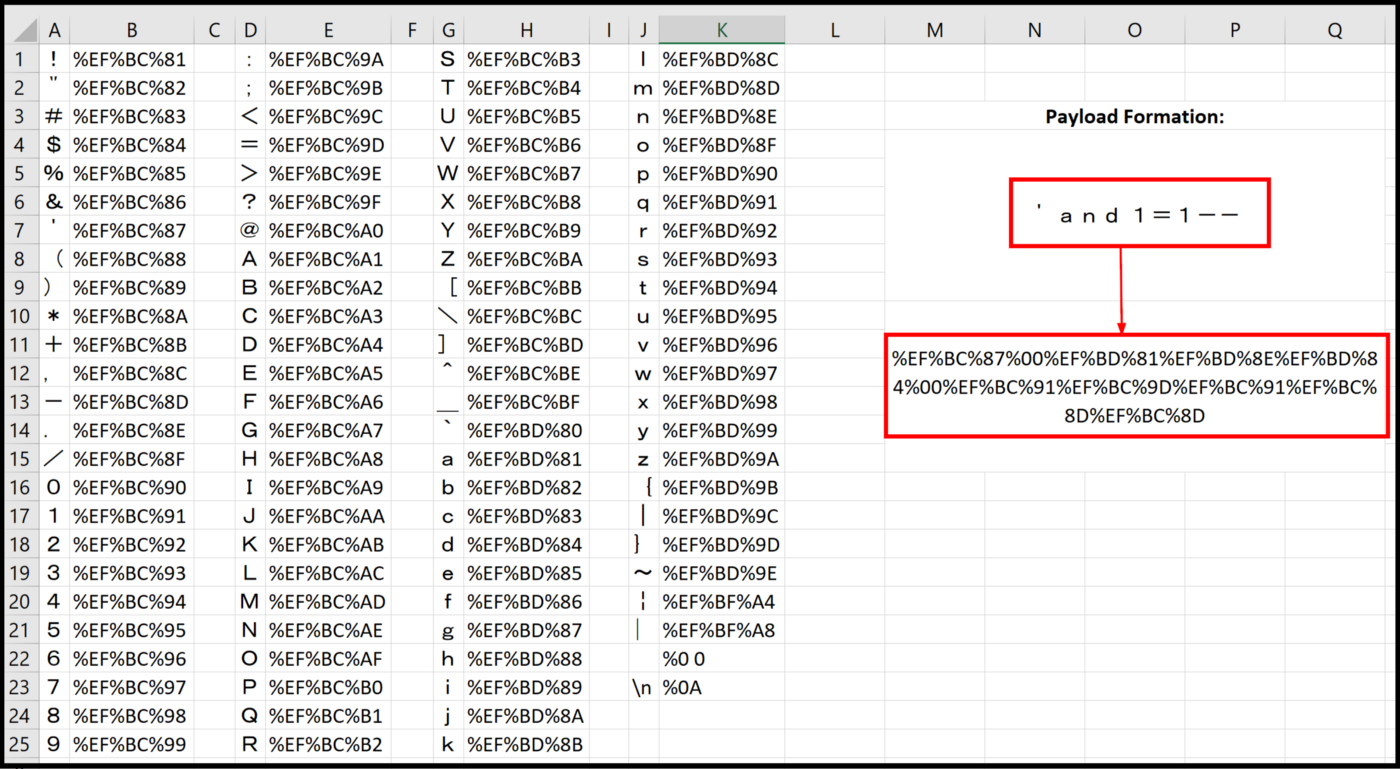 A B C D E F G H I J K L M N O P Q
1 ！ %EF%BC%81 ： %EF%BC%9A Ｓ %EF%BC%B3 ｌ %EF%BD%8C
2 ＂ %EF%BC%82 ； %EF%BC%9B Ｔ %EF%BC%B4 ｍ %EF%BD%8D
3 ＃ %EF%BC%83 ＜ %EF%BC%9C Ｕ %EF%BC%B5 ｎ %EF%BD%8E Payload Formation:
4 ＄ %EF%BC%84 ＝ %EF%BC%9D Ｖ %EF%BC%B6 ｏ %EF%BD%8F
5 ％ %EF%BC%85 ＞ %EF%BC%9E Ｗ %EF%BC%B7 ｐ %EF%BD%90
6 ＆ %EF%BC%86 ？ %EF%BC%9F Ｘ %EF%BC%B8 ｑ %EF%BD%91
＇ ａｎｄ １＝１－－
7 ＇ %EF%BC%87 ＠ %EF%BC%A0 Ｙ %EF%BC%B9 ｒ %EF%BD%92
8 （ %EF%BC%88 Ａ %EF%BC%A1 Ｚ %EF%BC%BA ｓ %EF%BD%93
9 ） %EF%BC%89 Ｂ %EF%BC%A2 ［ %EF%BC%BB ｔ %EF%BD%94
10 ＊ %EF%BC%8A Ｃ %EF%BC%A3 ＼ %EF%BC%BC ｕ %EF%BD%95
11 ＋ %EF%BC%8B Ｄ %EF%BC%A4 ］ %EF%BC%BD ｖ %EF%BD%96
12 ， %EF%BC%8C Ｅ %EF%BC%A5 ＾ %EF%BC%BE ｗ %EF%BD%97
13 － %EF%BC%8D Ｆ %EF%BC%A6 ＿ %EF%BC%BF ｘ %EF%BD%98
14 ． %EF%BC%8E Ｇ %EF%BC%A7 ｀ %EF%BD%80 ｙ %EF%BD%99
%EF%BC%87%00%EF%BD%81%EF%BD%8E%EF%BD%8
4%00%EF%BC%91%EF%BC%9D%EF%BC%91%EF%BC%
8D%EF%BC%8D
15 ／ %EF%BC%8F Ｈ %EF%BC%A8 ａ %EF%BD%81 ｚ %EF%BD%9A
16 ０ %EF%BC%90 Ｉ %EF%BC%A9 ｂ %EF%BD%82 ｛ %EF%BD%9B
17 １ %EF%BC%91 Ｊ %EF%BC%AA ｃ %EF%BD%83 ｜ %EF%BD%9C
18 ２ %EF%BC%92 Ｋ %EF%BC%AB ｄ %EF%BD%84 ｝ %EF%BD%9D
19 ３ %EF%BC%93 Ｌ %EF%BC%AC ｅ %EF%BD%85 ～ %EF%BD%9E
20 ４ %EF%BC%94 Ｍ %EF%BC%AD ｆ %EF%BD%86 ￤ %EF%BF%A4
21 ５ %EF%BC%95 Ｎ %EF%BC%AE ｇ %EF%BD%87 ￨ %EF%BF%A8
22 ６ %EF%BC%96 Ｏ %EF%BC%AF ｈ %EF%BD%88 %0 0
23 ７ %EF%BC%97 Ｐ %EF%BC%B0 ｉ %EF%BD%89 \n %0A
24 ８ %EF%BC%98 Ｑ %EF%BC%B1 ｊ %EF%BD%8A
25 ９ %EF%BC%99 Ｒ %EF%BC%B2 ｋ %EF%BD%8B